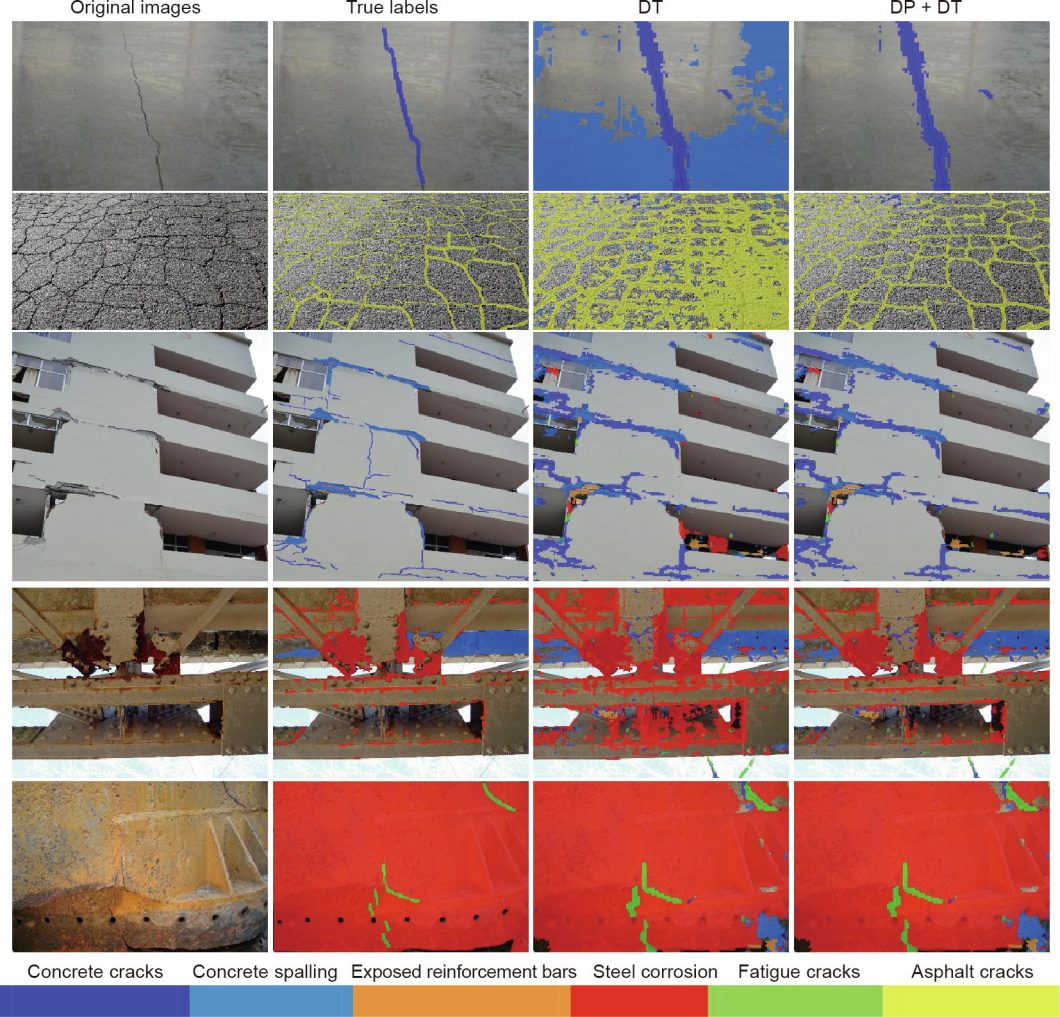 Original images True labels DT DP + DT
Concrete cracks Concrete spalling Exposed reinforcement bars Steel corrosion Fatigue cracks Asphalt cracks